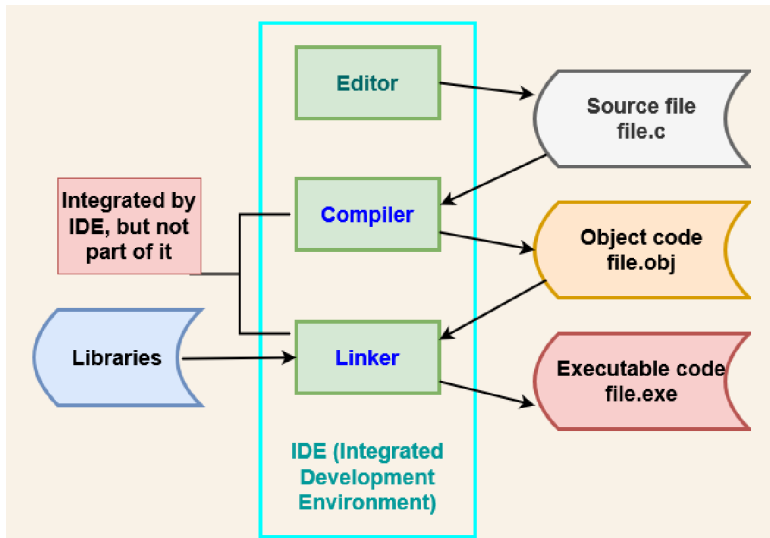 Editor
Source file
file.c
Integrated by
IDE, but not
part of it
Compiler
Object code
file.obj
Libraries
Linker
Executable code
file.exe
IDE (Integrated
Development
Environment)